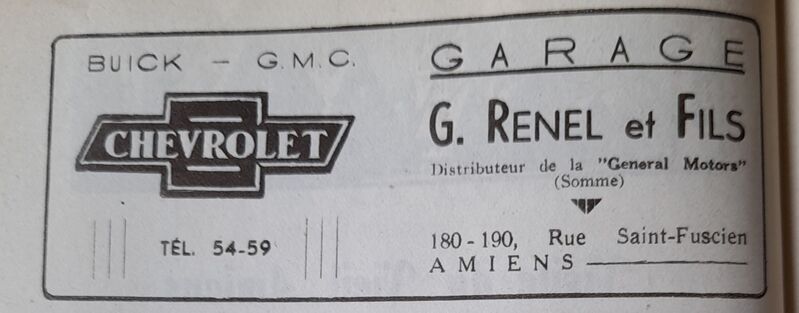 BUICK – G.M.C.
CHEVROLET
TÉL. 54-59
GARAGE
G. RENEL et FILS
Distributeur de la "General Motors"
(Somme)
180-190, Rue Saint-Fuscien
AMIENS